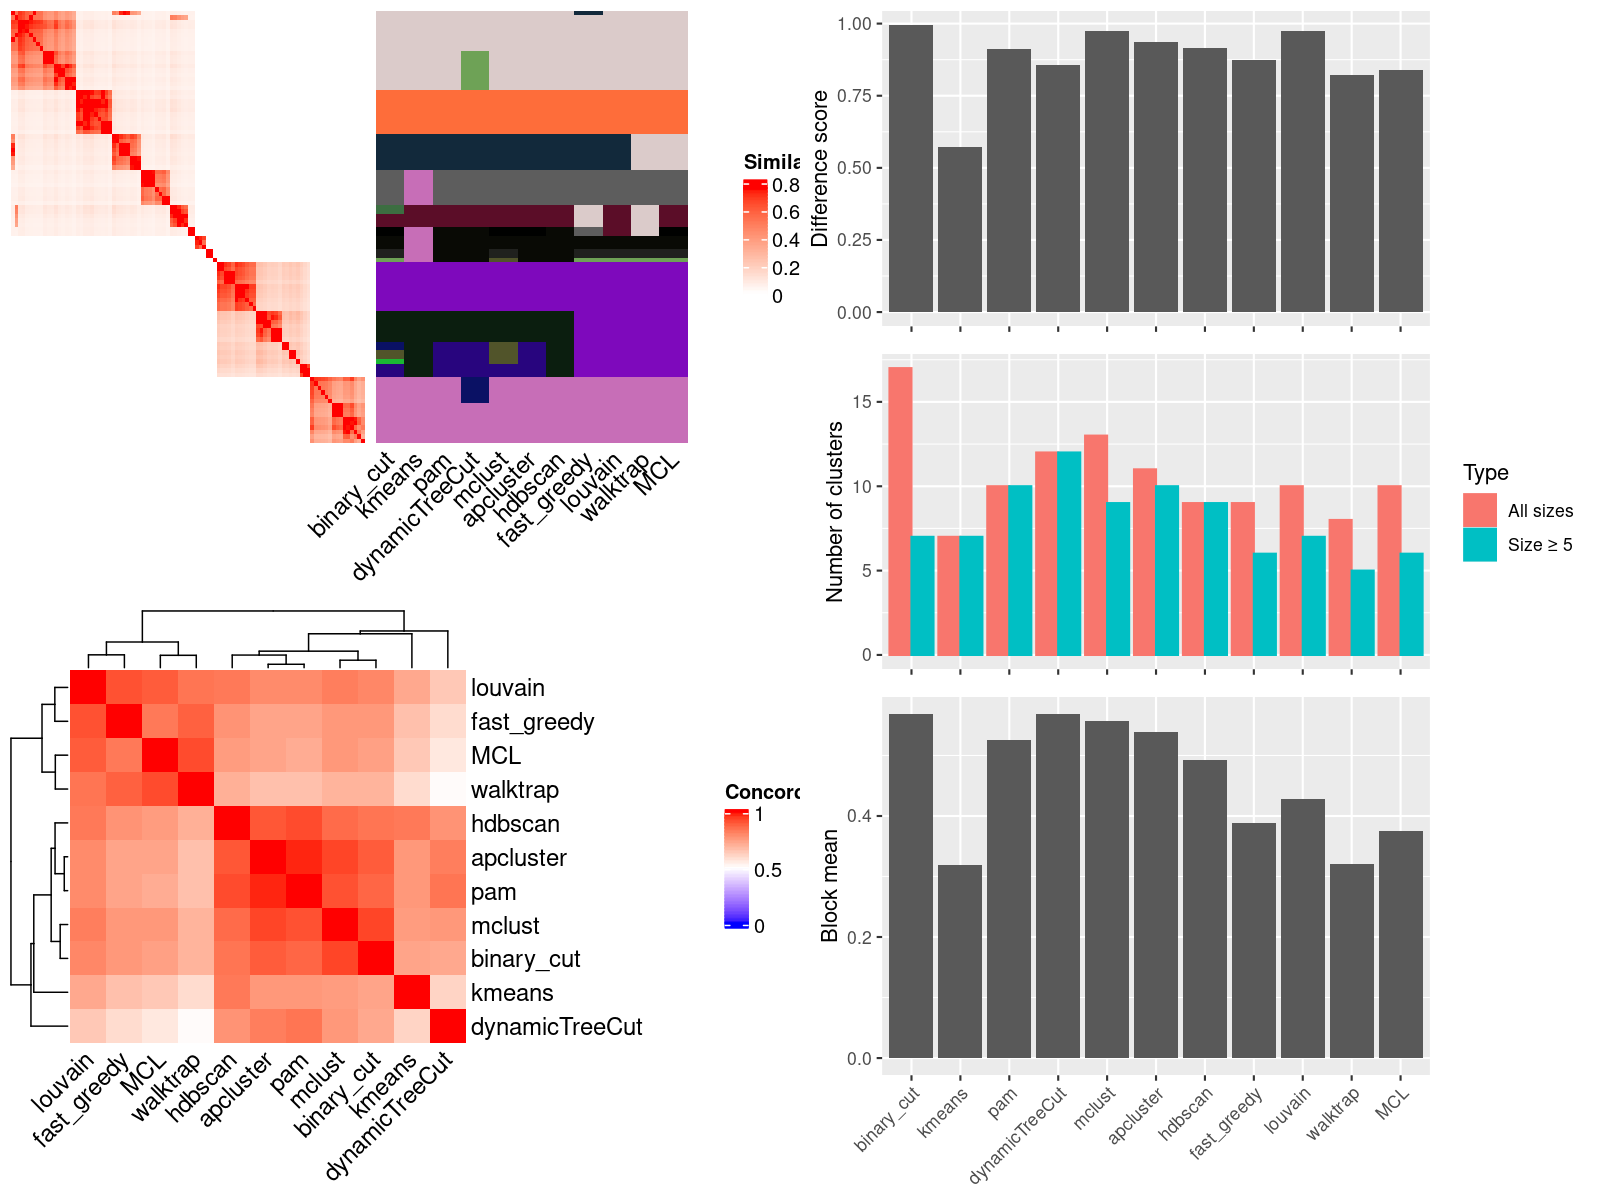 Simila
0.8
0.6
0.4
0.2
0
binary_cut
kmeans
pam
dynamicTreeCut
mclust
apcluster
hdbscan
fast_greedy
louvain
walktrap
MCL
Difference score
1.00
0.75
0.50
0.25
0.00
Number of clusters
15
10
5
0
Type
All sizes
Size ≥ 5
louvain
fast_greedy
MCL
walktrap
hdbscan
apcluster
pam
mclust
binary_cut
kmeans
dynamicTreeCut
louvain
fast_greedy
MCL
walktrap
hdbscan
apcluster
pam
mclust
binary_cut
kmeans
dynamicTreeCut
Concord
1
0.5
0
Block mean
0.4
0.2
0.0
binary_cut
kmeans
pam
dynamicTreeCut
mclust
apcluster
hdbscan
fast_greedy
louvain
walktrap
MCL